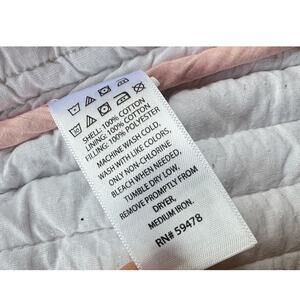 SHELL: 100% COTTON
LINING: 100% COTTON
FILLING: 100% POLYESTER
MACHINE WASH COLD,
WASH WITH LIKE COLORS,
ONLY NON-CHLORINE
BLEACH WHEN NEEDED,
TUMBLE DRY LOW,
REMOVE PROMPTLY FROM
DRYER,
MEDIUM IRON.
RN# 59478